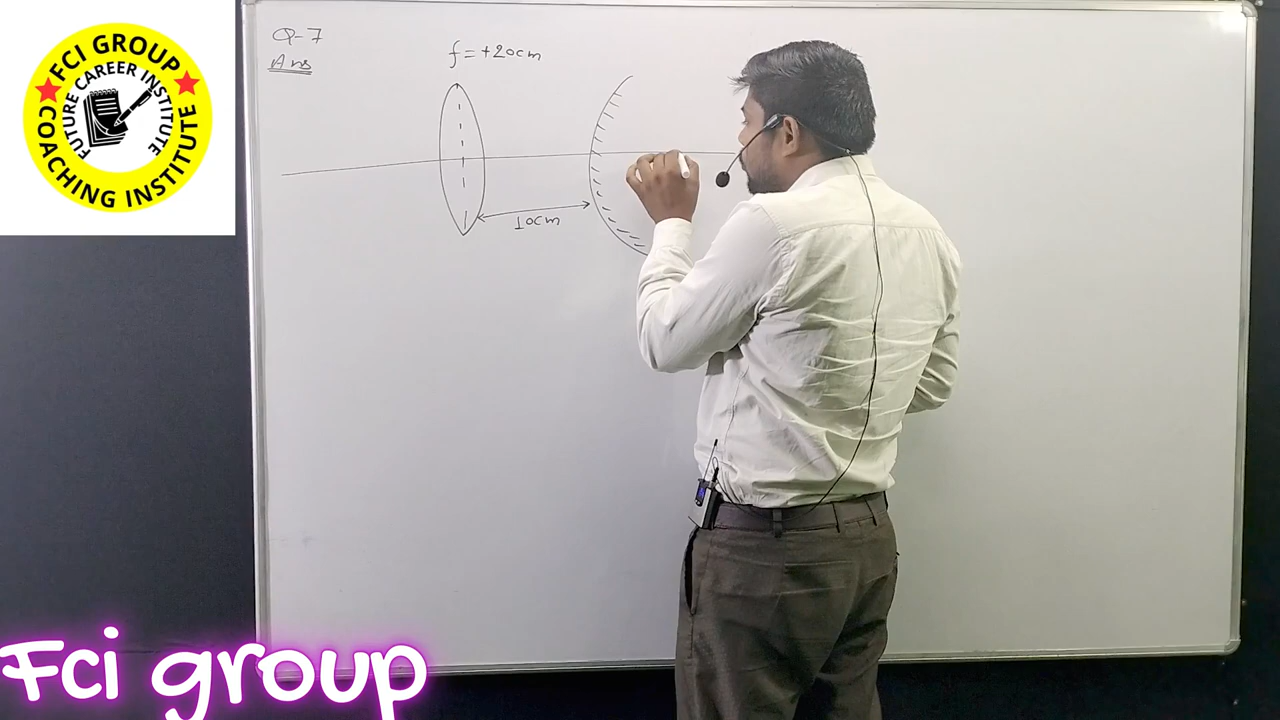 FCI GROUP
FUTURE CAREER INSTITUTE
COACHING INSTITUTE
Q-7
Ans
f = +20cm
10cm
Fci group